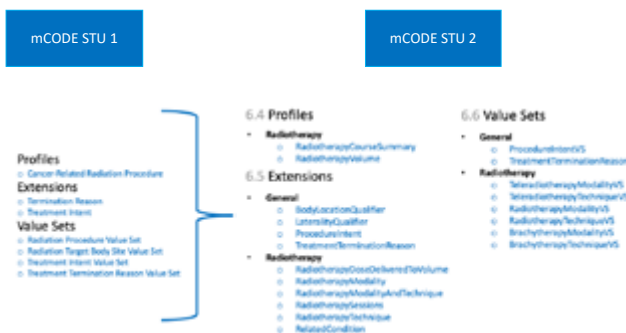 mCODE STU 1
mCODE STU 2
Profiles
Cancer-Related Radiation Procedure
Extensions
Termination Reason
Treatment Intent
Value Sets
Radiation Procedure Value Set
Radiation Target Body Site Value Set
Treatment Intent Value Set
Treatment Termination Reason Value Set
6.4 Profiles
Radiotherapy
RadiotherapyCourseSummary
RadiotherapyVolume
6.5 Extensions
General
BodyLocationQualifier
LateralityQualifier
ProcedureIntent
TreatmentTerminationReason
Radiotherapy
RadiotherapyDoseDeliveredToVolume
RadiotherapyModality
RadiotherapyModalityAndTechnique
RadiotherapySessions
RadiotherapyTechnique
RelatedCondition
6.6 Value Sets
General
ProcedureIntentVS
TreatmentTerminationReason
Radiotherapy
TeleradiotherapyModalityVS
TeleradiotherapyTechniqueVS
RadiotherapyModalityVS
RadiotherapyTechniqueVS
BrachytherapyModalityVS
BrachytherapyTechniqueVS